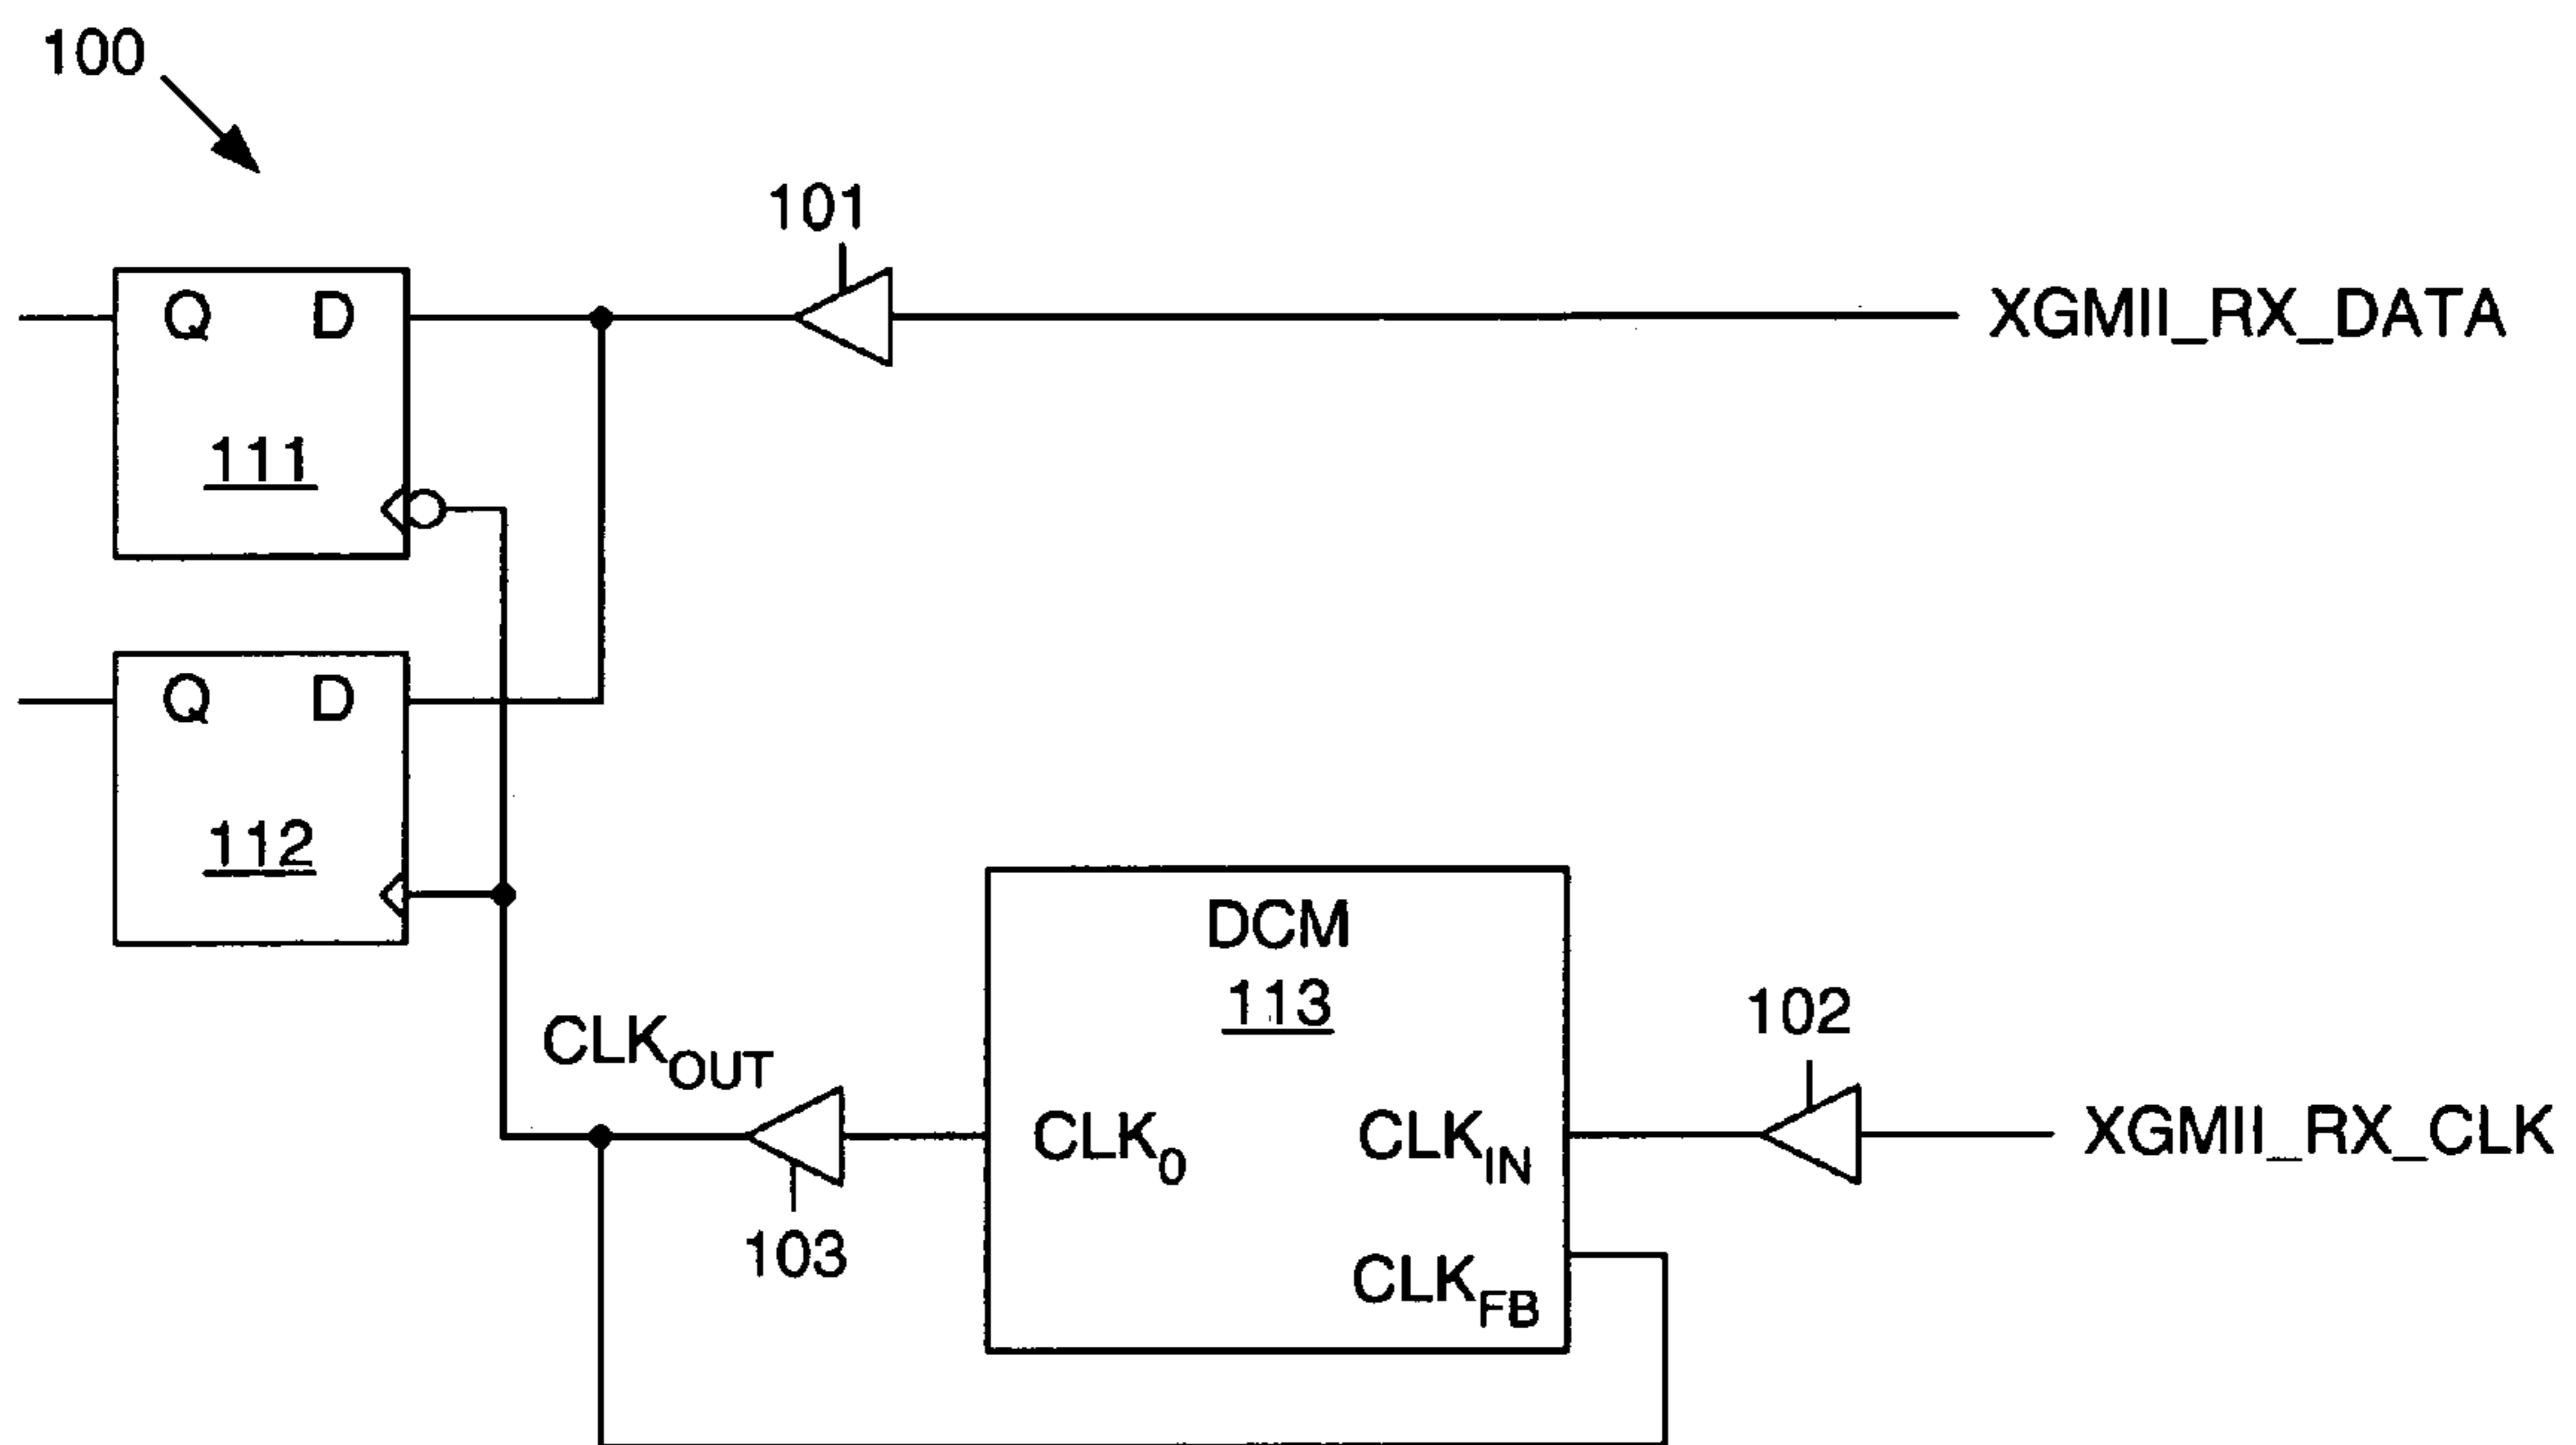 100
101
Q D
XGMII_RX_DATA
111
Q D
112
DCM
113
102
CLKOUT
CLK0
CLKIN
XGMII_RX_CLK
103
CLKFB